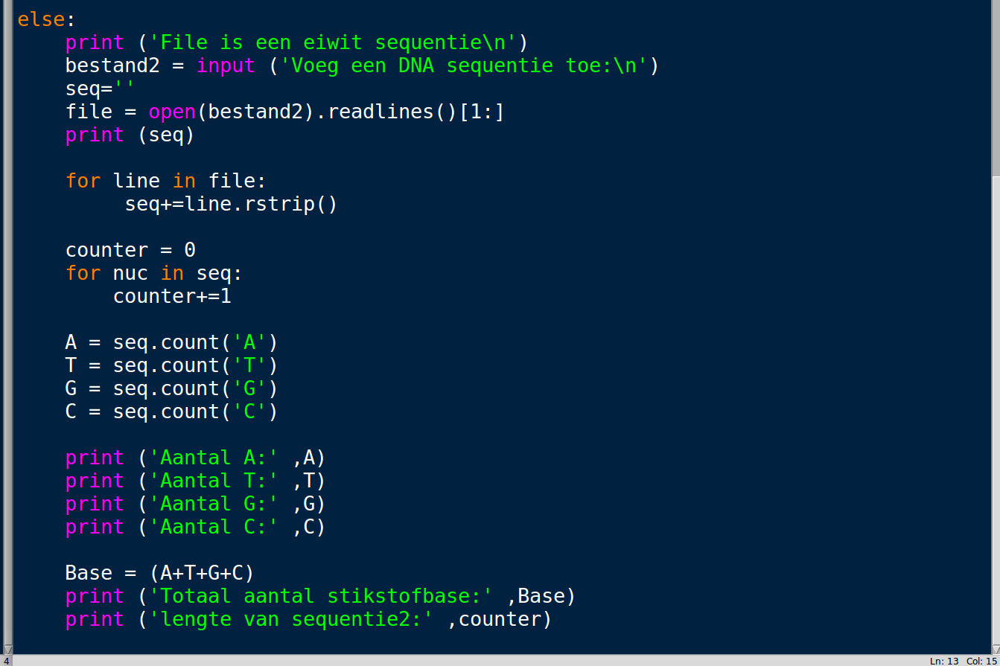 else:
    print ('File is een eiwit sequentie\n')
    bestand2 = input ('Voeg een DNA sequentie toe:\n')
    seq=''
    file = open(bestand2).readlines()[1:]
    print (seq)

    for line in file:
         seq+=line.rstrip()

    counter = 0
    for nuc in seq:
        counter+=1

    A = seq.count('A')
    T = seq.count('T')
    G = seq.count('G')
    C = seq.count('C')

    print ('Aantal A:' ,A)
    print ('Aantal T:' ,T)
    print ('Aantal G:' ,G)
    print ('Aantal C:' ,C)

    Base = (A+T+G+C)
    print ('Totaal aantal stikstofbase:' ,Base)
    print ('lengte van sequentie2:' ,counter)
4 Ln: 13 Col: 15